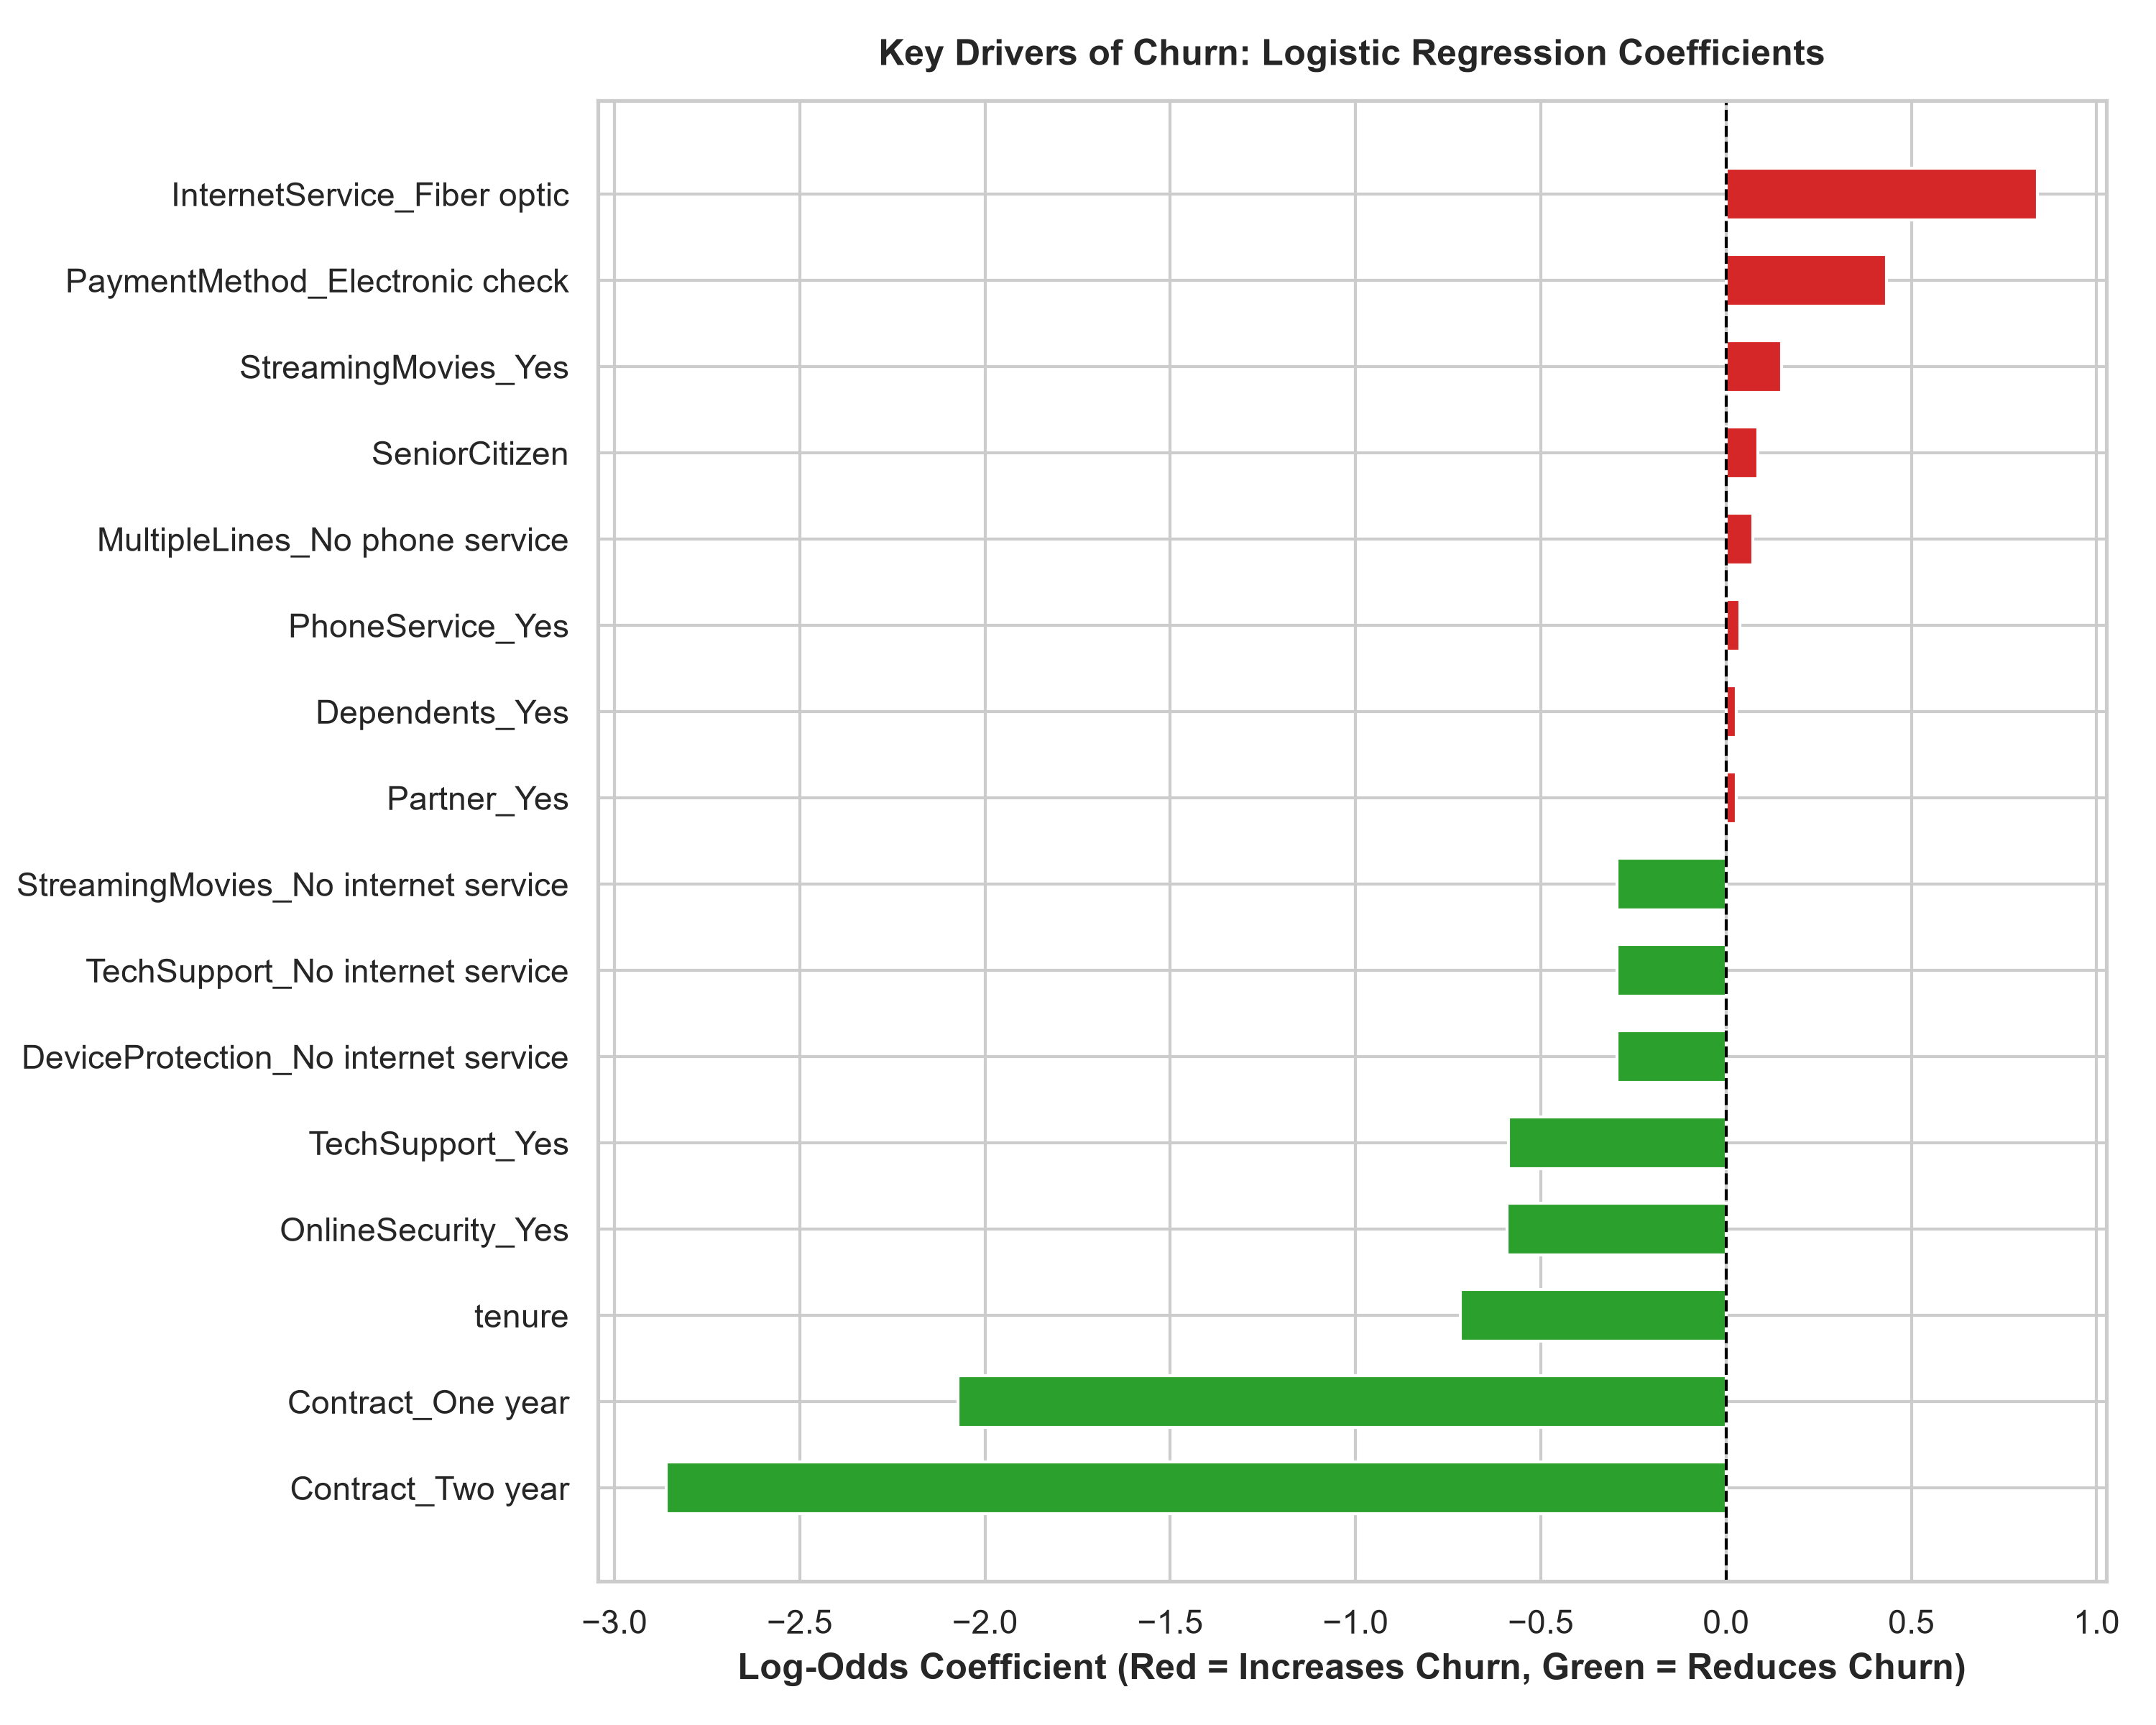 Key Drivers of Churn: Logistic Regression Coefficients
InternetService_Fiber optic
PaymentMethod_Electronic check
StreamingMovies_Yes
SeniorCitizen
MultipleLines_No phone service
PhoneService_Yes
Dependents_Yes
Partner_Yes
StreamingMovies_No internet service
TechSupport_No internet service
DeviceProtection_No internet service
TechSupport_Yes
OnlineSecurity_Yes
tenure
Contract_One year
Contract_Two year
−3.0 −2.5 −2.0 −1.5 −1.0 −0.5 0.0 0.5 1.0
Log-Odds Coefficient (Red = Increases Churn, Green = Reduces Churn)